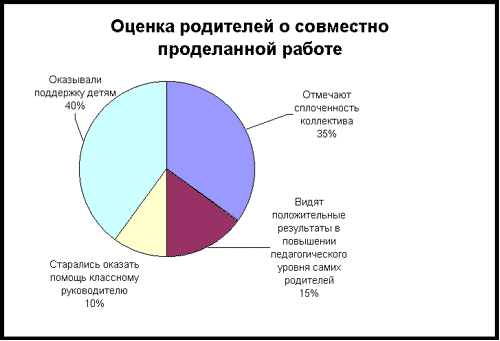 Оценка родителей о совместно
проделанной работе
Оказывали
поддержку детям
40%
Отмечают
сплоченность
коллектива
35%
Видят
положительные
результаты в
повышении
педагогического
уровня самих
родителей
15%
Старались оказать
помощь классному
руководителю
10%